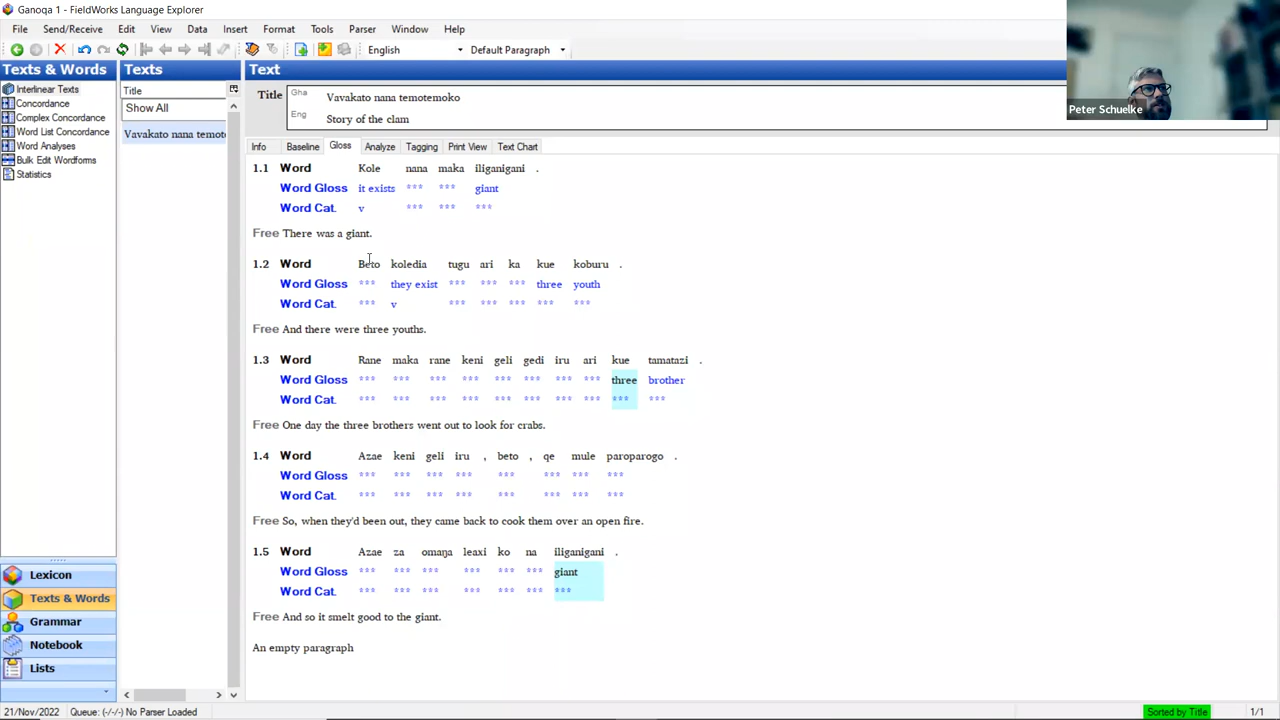 Ganoqa 1 - FieldWorks Language Explorer
File Send/Receive Edit View Data Insert Format Tools Parser Window Help
English Default Paragraph
Texts & Words
Interlinear Texts
Concordance
Complex Concordance
Word List Concordance
Word Analyses
Bulk Edit Wordforms
Statistics
Lexicon
Texts & Words
Grammar
Notebook
Lists
Texts
Title
Show All
Vavakato nana temote
Text
Title Gha Vavakato nana temotemoko
Eng Story of the clam
Info Baseline Gloss Analyze Tagging Print View Text Chart
1.1 Word Kole nana maka iliganigani .
Word Gloss it exists *** *** giant
Word Cat. v *** *** ***
Free There was a giant.
1.2 Word Beto koledia tugu ari ka kue koburu .
Word Gloss *** they exist *** *** *** three youth
Word Cat. *** v *** *** *** *** ***
Free And there were three youths.
1.3 Word Rane maka rane keni geli gedi iru ari kue tamatazi .
Word Gloss *** *** *** *** *** *** *** *** three brother
Word Cat. *** *** *** *** *** *** *** *** *** ***
Free One day the three brothers went out to look for crabs.
1.4 Word Azae keni geli iru , beto , qe mule paroparogo .
Word Gloss *** *** *** *** *** *** *** ***
Word Cat. *** *** *** *** *** *** *** ***
Free So, when they'd been out, they came back to cook them over an open fire.
1.5 Word Azae za omaŋa leaxi ko na iliganigani .
Word Gloss *** *** *** *** *** *** giant
Word Cat. *** *** *** *** *** *** ***
Free And so it smelt good to the giant.
An empty paragraph
Peter Schuelke
21/Nov/2022 Queue: (-/-/-) No Parser Loaded Sorted by Title 1/1